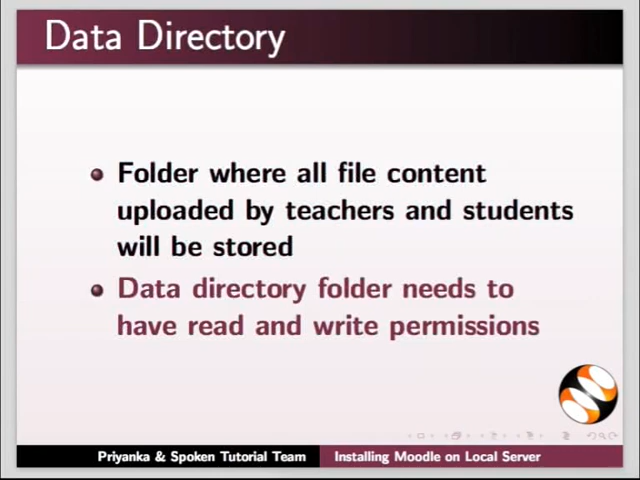 Data Directory
Folder where all file content
uploaded by teachers and students
will be stored
Data directory folder needs to
have read and write permissions
Priyanka & Spoken Tutorial Team
Installing Moodle on Local Server